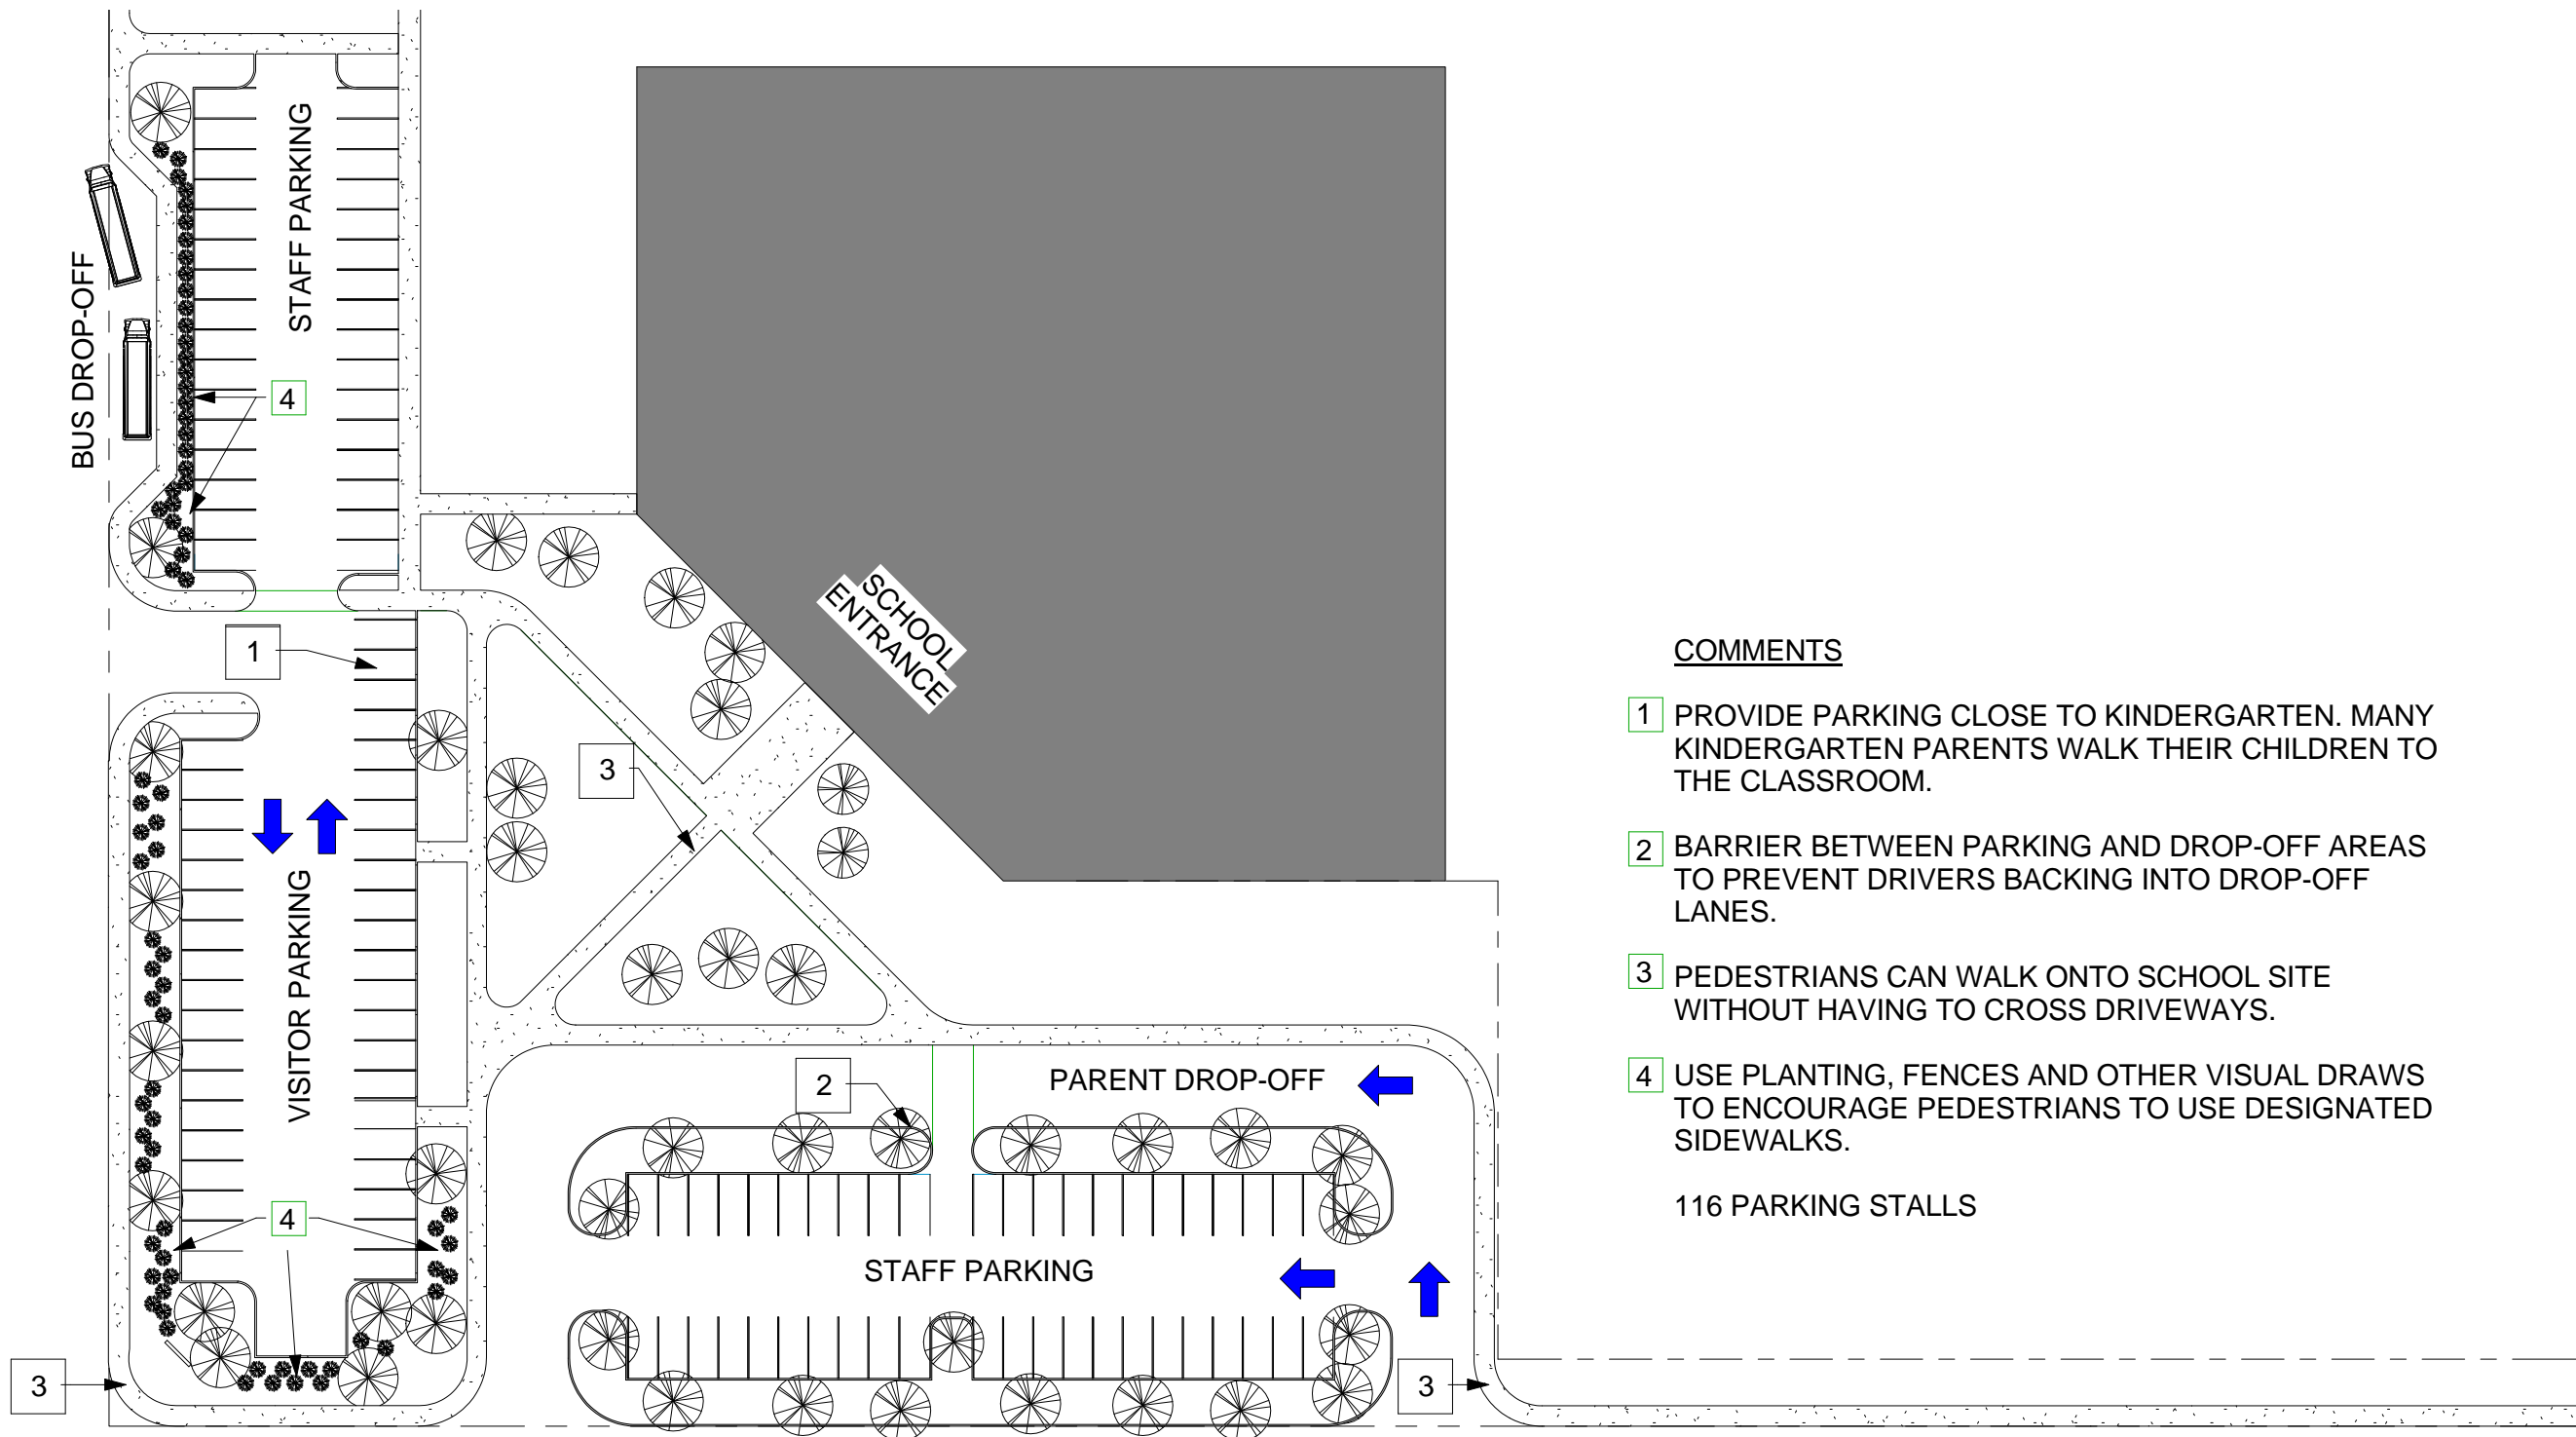 STAFF PARKING
BUS DROP-OFF
4
1
SCHOOL
ENTRANCE
3
VISITOR PARKING
2
PARENT DROP-OFF
4
STAFF PARKING
3
3
COMMENTS
1 PROVIDE PARKING CLOSE TO KINDERGARTEN. MANY
KINDERGARTEN PARENTS WALK THEIR CHILDREN TO
THE CLASSROOM.
2 BARRIER BETWEEN PARKING AND DROP-OFF AREAS
TO PREVENT DRIVERS BACKING INTO DROP-OFF
LANES.
3 PEDESTRIANS CAN WALK ONTO SCHOOL SITE
WITHOUT HAVING TO CROSS DRIVEWAYS.
4 USE PLANTING, FENCES AND OTHER VISUAL DRAWS
TO ENCOURAGE PEDESTRIANS TO USE DESIGNATED
SIDEWALKS.
116 PARKING STALLS